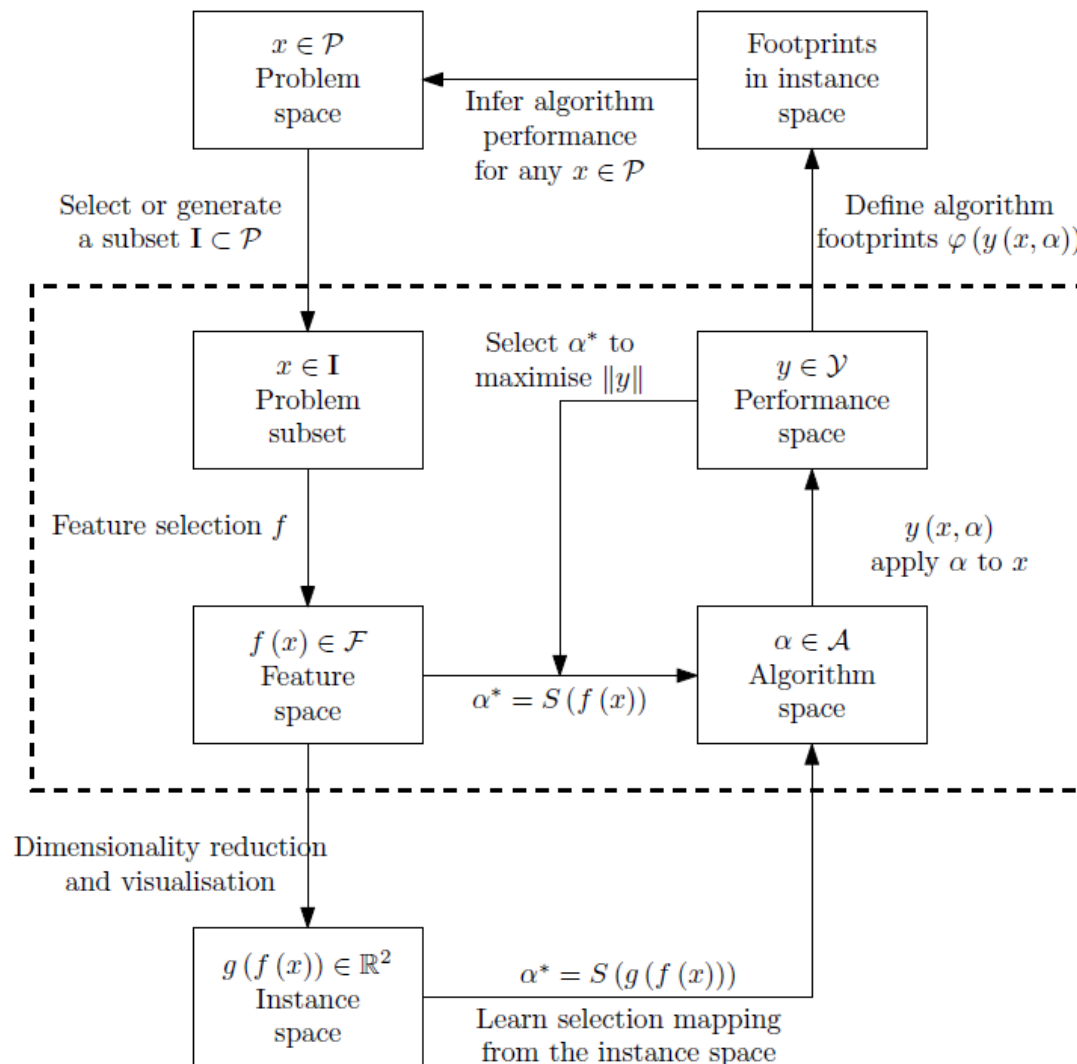 x ∈ 𝒫
Problem
space
Footprints
in instance
space
Infer algorithm
performance
for any x ∈ 𝒫
Select or generate
a subset I ⊂ 𝒫
Define algorithm
footprints φ (y (x, α))
x ∈ I
Problem
subset
Select α* to
maximise ‖y‖
y ∈ 𝒴
Performance
space
Feature selection f
y (x, α)
apply α to x
f (x) ∈ ℱ
Feature
space
α* = S (f (x))
α ∈ 𝒜
Algorithm
space
Dimensionality reduction
and visualisation
g (f (x)) ∈ ℝ²
Instance
space
α* = S (g (f (x)))
Learn selection mapping
from the instance space